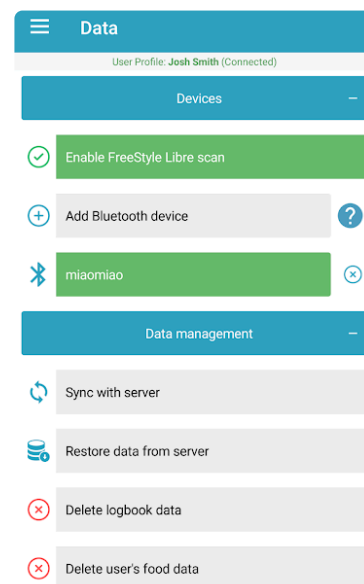 Data
User Profile: Josh Smith (Connected)
Devices
Enable FreeStyle Libre scan
Add Bluetooth device
?
miaomiao
Data management
Sync with server
Restore data from server
Delete logbook data
Delete user's food data